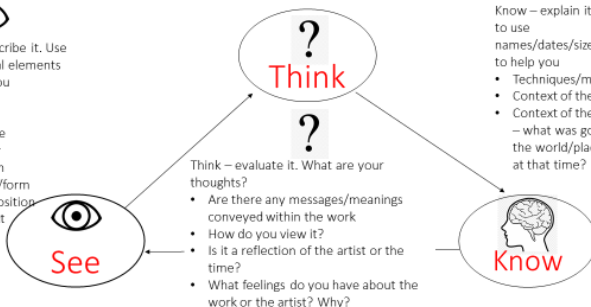 cribe it. Use
elements
ou
/form
osition
?
Think
?
Think – evaluate it. What are your
thoughts?
• Are there any messages/meanings
conveyed within the work
• How do you view it?
• Is it a reflection of the artist or the
time?
• What feelings do you have about the
work or the artist? Why?
See
Know – explain it
to use
names/dates/size
to help you
• Techniques/m
• Context of the
• Context of the
– what was go
the world/pla
at that time?
Know